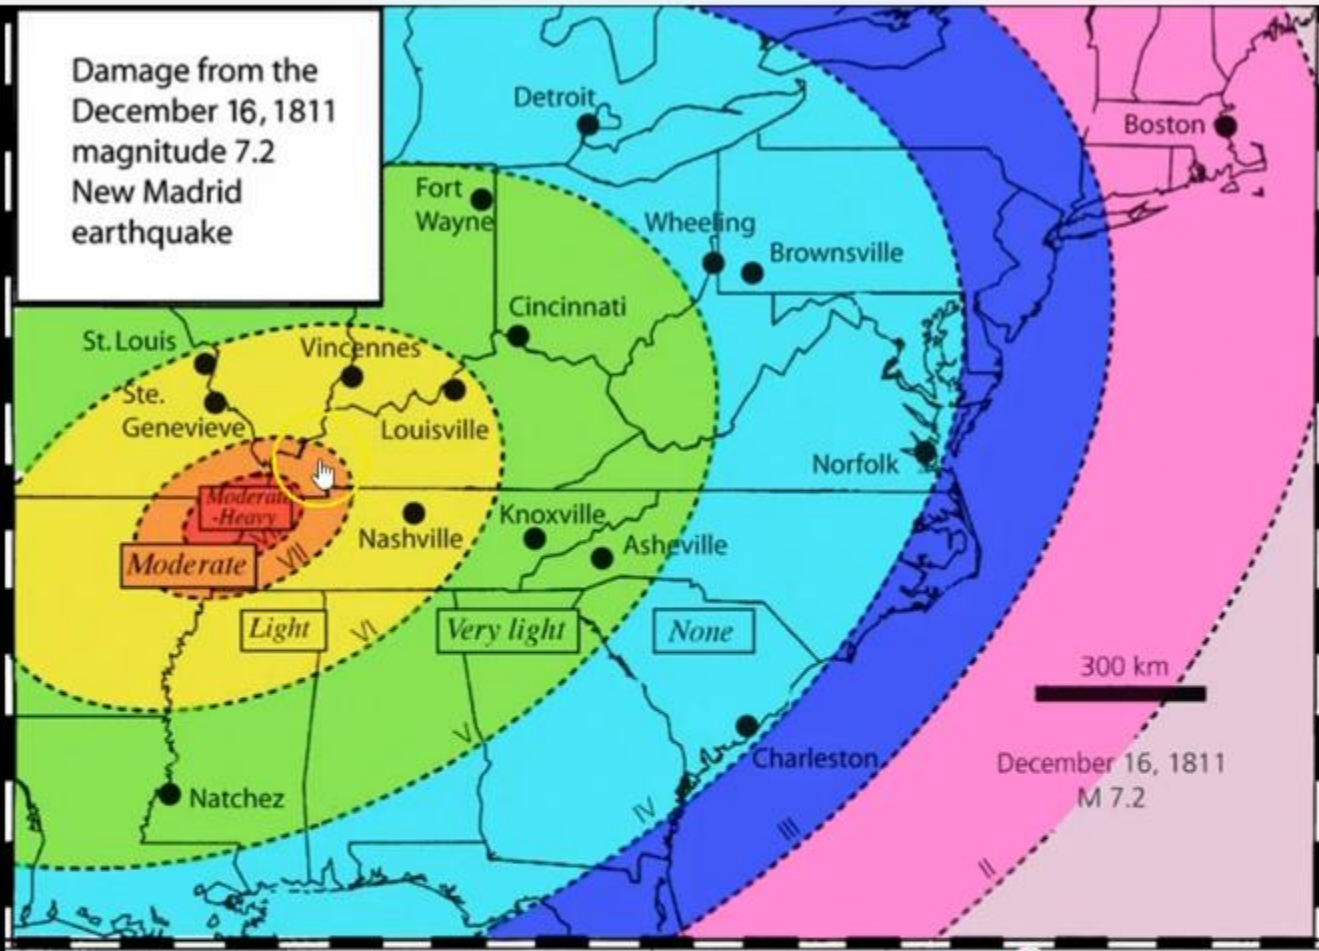 Damage from the
December 16, 1811
magnitude 7.2
New Madrid
earthquake
Detroit
Boston
Fort
Wayne
Wheeling
Brownsville
Cincinnati
St. Louis
Vincennes
Ste.
Genevieve
Louisville
Norfolk
Moderate
-Heavy
Nashville
Knoxville
Asheville
Moderate
VII
Light
VI
Very light
None
300 km
V
Charleston
December 16, 1811
M 7.2
Natchez
IV
III
II